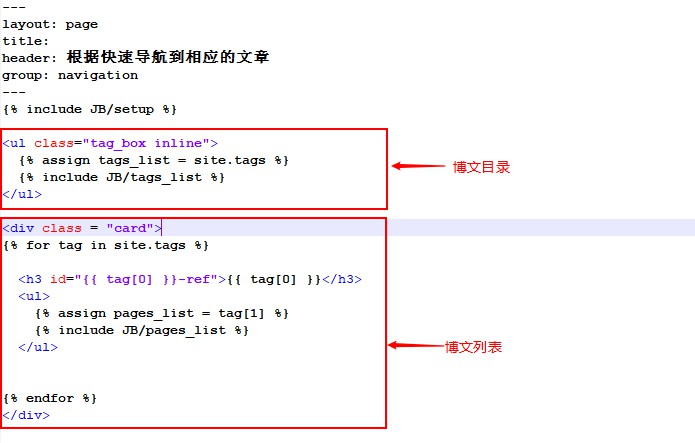 ---
layout: page
title:
header: 根据快速导航到相应的文章
group: navigation
---
{% include JB/setup %}
<ul class="tag_box inline">
{% assign tags_list = site.tags %}
{% include JB/tags_list %}
</ul>
博文目录
<div class = "card">
{% for tag in site.tags %}
<h3 id="{{ tag[0] }}-ref">{{ tag[0] }}</h3>
<ul>
{% assign pages_list = tag[1] %}
{% include JB/pages_list %}
</ul>
博文列表
{% endfor %}
</div>